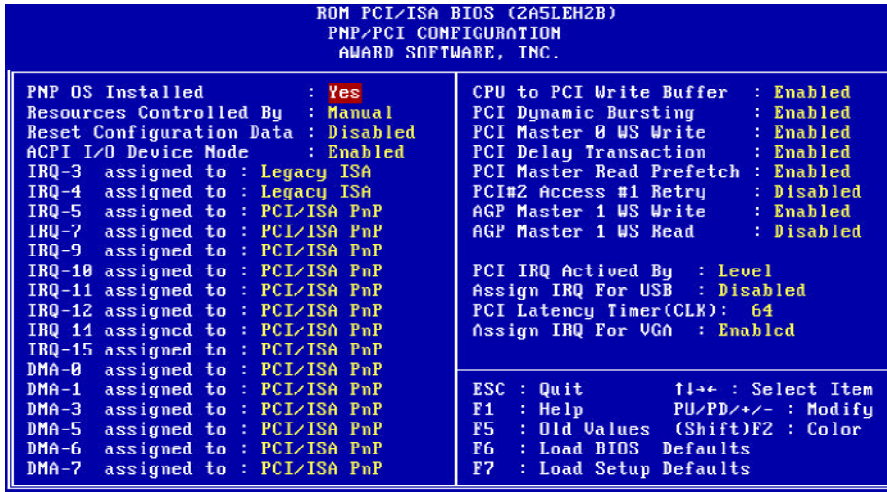 ROM PCI/ISA BIOS (2A5LEH2B)
PNP/PCI CONFIGURATION
AWARD SOFTWARE, INC.
PNP OS Installed : Yes
Resources Controlled By : Manual
Reset Configuration Data : Disabled
ACPI I/O Device Node : Enabled
IRQ-3 assigned to : Legacy ISA
IRQ-4 assigned to : Legacy ISA
IRQ-5 assigned to : PCI/ISA PnP
IRQ-7 assigned to : PCI/ISA PnP
IRQ-9 assigned to : PCI/ISA PnP
IRQ-10 assigned to : PCI/ISA PnP
IRQ-11 assigned to : PCI/ISA PnP
IRQ-12 assigned to : PCI/ISA PnP
IRQ 14 assigned to : PCI/ISA PnP
IRQ-15 assigned to : PCI/ISA PnP
DMA-0 assigned to : PCI/ISA PnP
DMA-1 assigned to : PCI/ISA PnP
DMA-3 assigned to : PCI/ISA PnP
DMA-5 assigned to : PCI/ISA PnP
DMA-6 assigned to : PCI/ISA PnP
DMA-7 assigned to : PCI/ISA PnP
CPU to PCI Write Buffer : Enabled
PCI Dynamic Bursting : Enabled
PCI Master 0 WS Write : Enabled
PCI Delay Transaction : Enabled
PCI Master Read Prefetch : Enabled
PCI#2 Access #1 Retry : Disabled
AGP Master 1 WS Write : Enabled
AGP Master 1 WS Read : Disabled
PCI IRQ Actived By : Level
Assign IRQ For USB : Disabled
PCI Latency Timer(CLK): 64
Assign IRQ For VGA : Enabled
ESC : Quit ↑↓→← : Select Item
F1 : Help PU/PD/+/- : Modify
F5 : Old Values (Shift)F2 : Color
F6 : Load BIOS Defaults
F7 : Load Setup Defaults